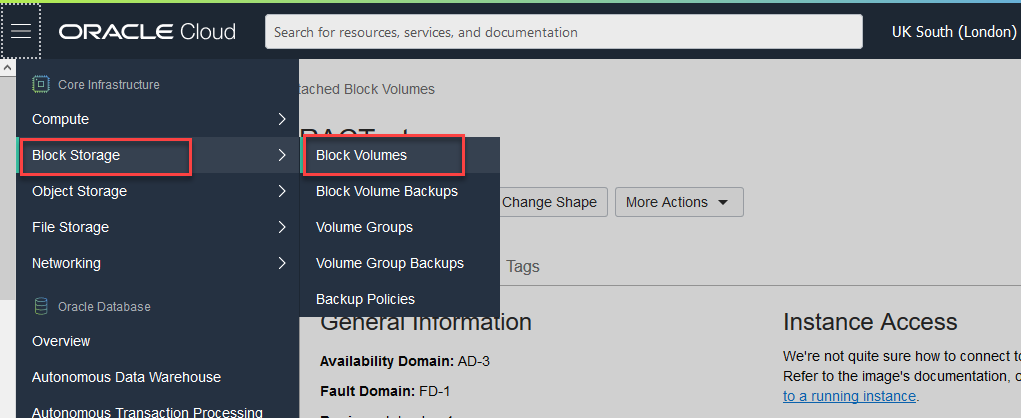 ORACLE Cloud
Search for resources, services, and documentation
UK South (London)
Core Infrastructure
Compute
Block Storage
Object Storage
File Storage
Networking
Oracle Database
Overview
Autonomous Data Warehouse
Autonomous Transaction Processing
Block Volumes
Block Volume Backups
Volume Groups
Volume Group Backups
Backup Policies
tached Block Volumes
Change Shape
More Actions
Tags
General Information
Availability Domain: AD-3
Fault Domain: FD-1
Instance Access
We're not quite sure how to connect to
Refer to the image's documentation, o
to a running instance.